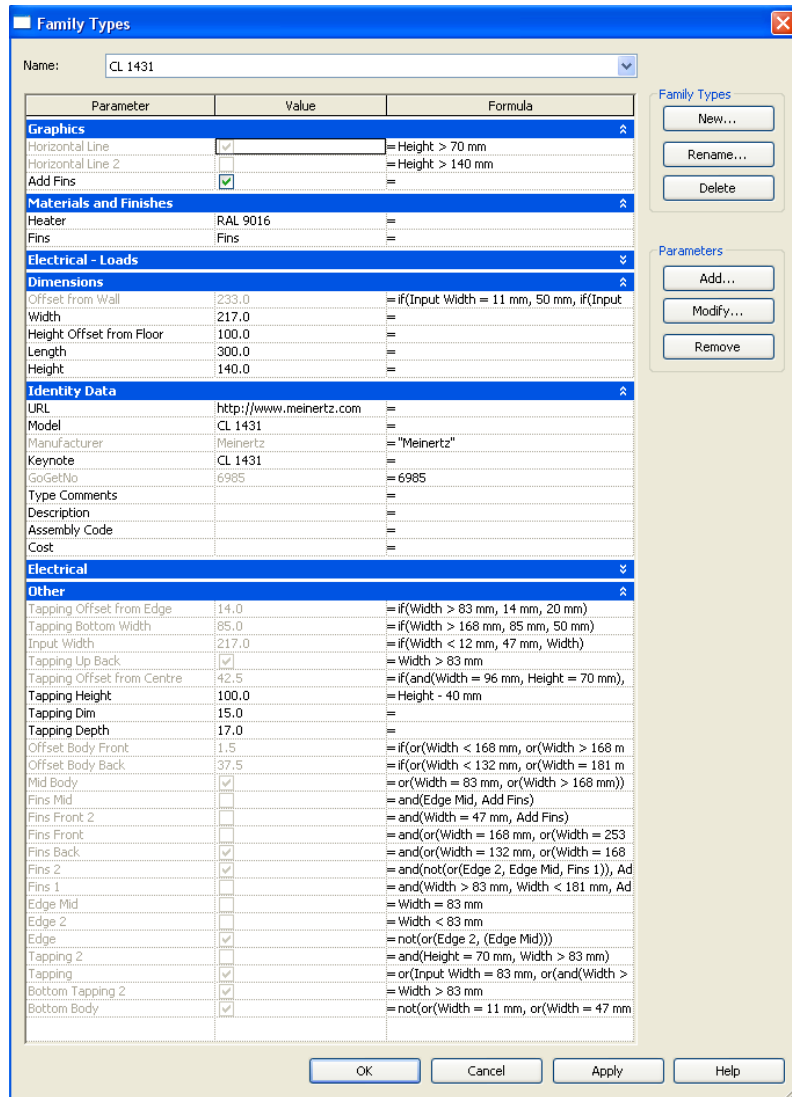 Family Types
Name: CL 1431
Parameter Value Formula
Graphics
Horizontal Line = Height > 70 mm
Horizontal Line 2 = Height > 140 mm
Add Fins =
Materials and Finishes
Heater RAL 9016 =
Fins Fins =
Electrical - Loads
Dimensions
Offset from Wall 233.0 = if(Input Width = 11 mm, 50 mm, if(Input
Width 217.0 =
Height Offset from Floor 100.0 =
Length 300.0 =
Height 140.0 =
Identity Data
URL http://www.meinertz.com =
Model CL 1431 =
Manufacturer Meinertz = "Meinertz"
Keynote CL 1431 =
GoGetNo 6985 = 6985
Type Comments =
Description =
Assembly Code =
Cost =
Electrical
Other
Tapping Offset from Edge 14.0 = if(Width > 83 mm, 14 mm, 20 mm)
Tapping Bottom Width 85.0 = if(Width > 168 mm, 85 mm, 50 mm)
Input Width 217.0 = if(Width < 12 mm, 47 mm, Width)
Tapping Up Back = Width > 83 mm
Tapping Offset from Centre 42.5 = if(and(Width = 96 mm, Height = 70 mm),
Tapping Height 100.0 = Height - 40 mm
Tapping Dim 15.0 =
Tapping Depth 17.0 =
Offset Body Front 1.5 = if(or(Width < 168 mm, or(Width > 168 m
Offset Body Back 37.5 = if(or(Width < 132 mm, or(Width = 181 m
Mid Body = or(Width = 83 mm, or(Width > 168 mm))
Fins Mid = and(Edge Mid, Add Fins)
Fins Front 2 = and(Width = 47 mm, Add Fins)
Fins Front = and(or(Width = 168 mm, or(Width = 253
Fins Back = and(or(Width = 132 mm, or(Width = 168
Fins 2 = and(not(or(Edge 2, Edge Mid, Fins 1)), Ad
Fins 1 = and(Width > 83 mm, Width < 181 mm, Ad
Edge Mid = Width = 83 mm
Edge 2 = Width < 83 mm
Edge = not(or(Edge 2, (Edge Mid)))
Tapping 2 = and(Height = 70 mm, Width > 83 mm)
Tapping = or(Input Width = 83 mm, or(and(Width >
Bottom Tapping 2 = Width > 83 mm
Bottom Body = not(or(Width = 11 mm, or(Width = 47 mm
Family Types
New...
Rename...
Delete
Parameters
Add...
Modify...
Remove
OK Cancel Apply Help